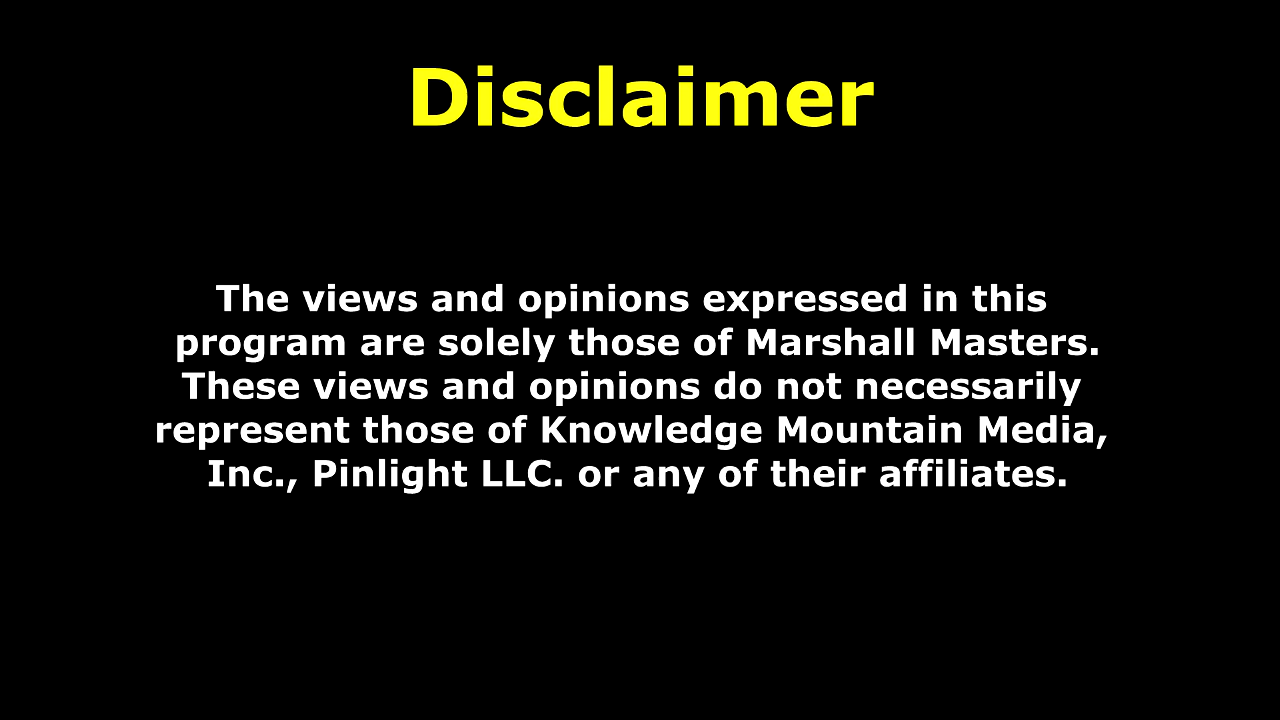 Disclaimer
The views and opinions expressed in this
program are solely those of Marshall Masters.
These views and opinions do not necessarily
represent those of Knowledge Mountain Media,
Inc., Pinlight LLC. or any of their affiliates.